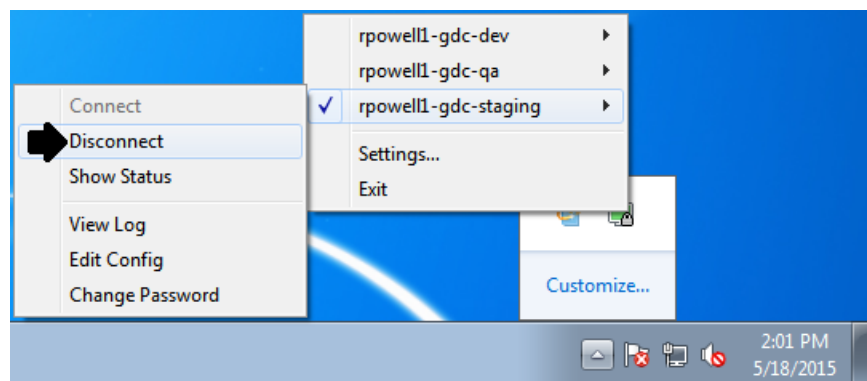 rpowell1-gdc-dev
rpowell1-gdc-qa
rpowell1-gdc-staging
Settings...
Exit
Connect
Disconnect
Show Status
View Log
Edit Config
Change Password
Customize...
2:01 PM
5/18/2015